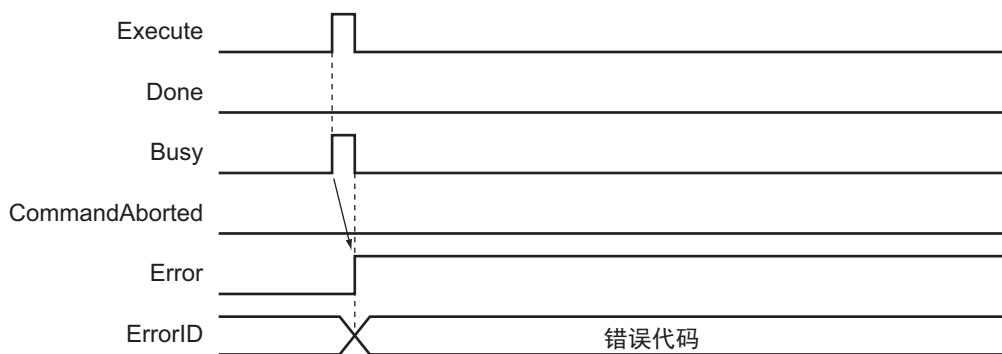 Execute
Done
Busy
CommandAborted
Error
ErrorID
错误代码